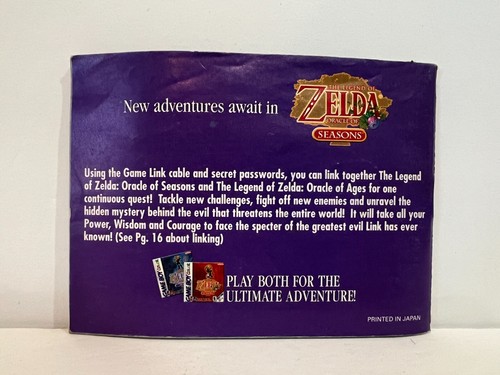 New adventures await in
THE LEGEND OF
ZELDA
ORACLE OF
SEASONS
Using the Game Link cable and secret passwords, you can link together The Legend
of Zelda: Oracle of Seasons and The Legend of Zelda: Oracle of Ages for one
continuous quest! Tackle new challenges, fight off new enemies and unravel the
hidden mystery behind the evil that threatens the entire world! It will take all your
Power, Wisdom and Courage to face the specter of the greatest evil Link has ever
known! (See Pg. 16 about linking)
GAME BOY
GAME BOY
PLAY BOTH FOR THE
ULTIMATE ADVENTURE!
PRINTED IN JAPAN